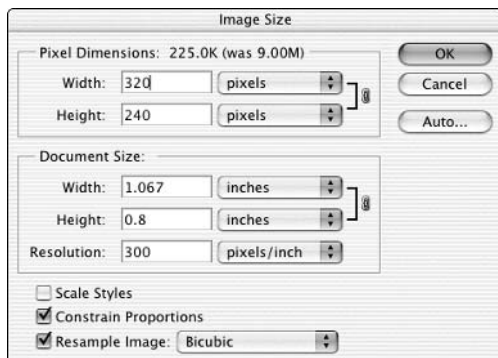 Image Size
Pixel Dimensions: 225.0K (was 9.00M)
Width: 320 pixels
Height: 240 pixels
OK
Cancel
Auto...
Document Size:
Width: 1.067 inches
Height: 0.8 inches
Resolution: 300 pixels/inch
Scale Styles
Constrain Proportions
Resample Image: Bicubic